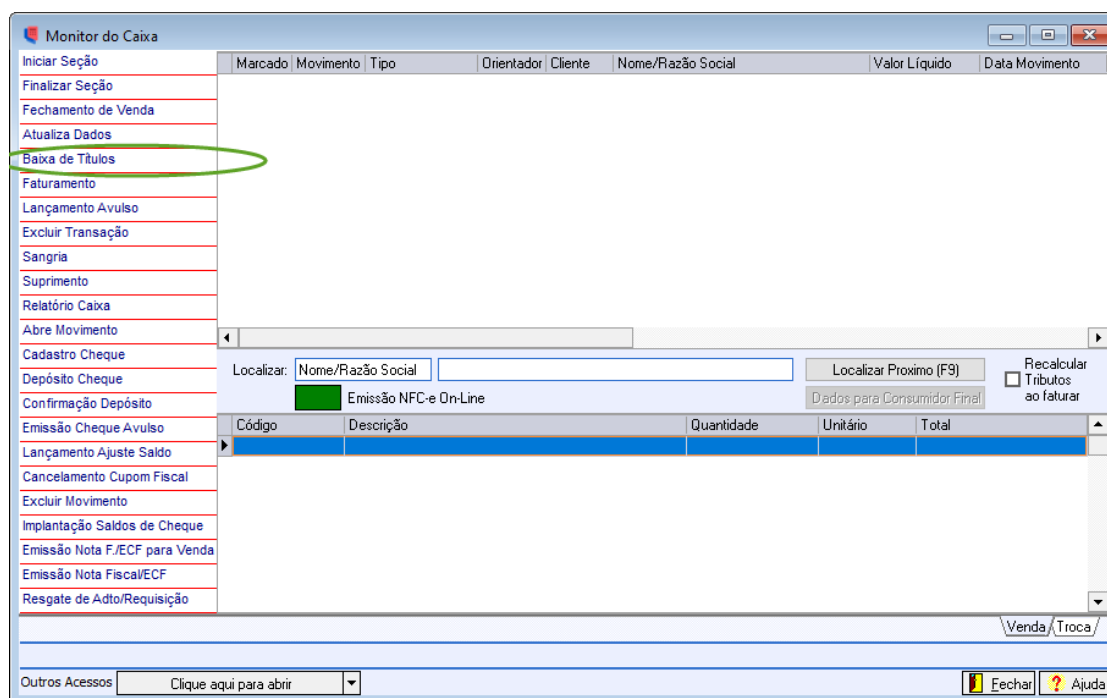 Monitor do Caixa
Iniciar Seção
Finalizar Seção
Fechamento de Venda
Atualiza Dados
Baixa de Títulos
Faturamento
Lançamento Avulso
Excluir Transação
Sangria
Suprimento
Relatório Caixa
Abre Movimento
Cadastro Cheque
Depósito Cheque
Confirmação Depósito
Emissão Cheque Avulso
Lançamento Ajuste Saldo
Cancelamento Cupom Fiscal
Excluir Movimento
Implantação Saldos de Cheque
Emissão Nota F./ECF para Venda
Emissão Nota Fiscal/ECF
Resgate de Adto/Requisição
Marcado Movimento Tipo Orientador Cliente Nome/Razão Social Valor Líquido Data Movimento
Localizar: Nome/Razão Social Localizar Proximo (F9)
Recalcular
Tributos
ao faturar
Emissão NFC-e On-Line Dados para Consumidor Final
Código Descrição Quantidade Unitário Total
Venda Troca
Outros Acessos Clique aqui para abrir Fechar ? Ajuda